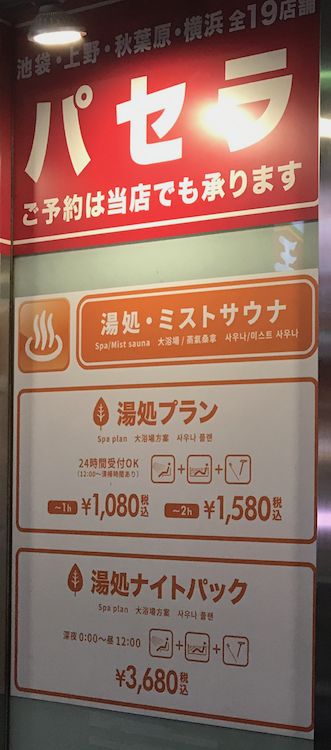 池袋・上野・秋葉原・横浜 全19店舗
パセラ
ご予約は当店でも承ります
湯処・ミストサウナ
Spa/Mist sauna 大浴場/蒸氣桑拿 사우나/미스트 사우나
湯処プラン
Spa plan 大浴場方案 사우나 플랜
24時間受付OK
(12:00〜清掃時間あり)
〜1h ¥1,080税込 〜2h ¥1,580税込
湯処ナイトパック
Spa plan 大浴場方案 사우나 플랜
深夜 0:00〜昼 12:00
¥3,680税込